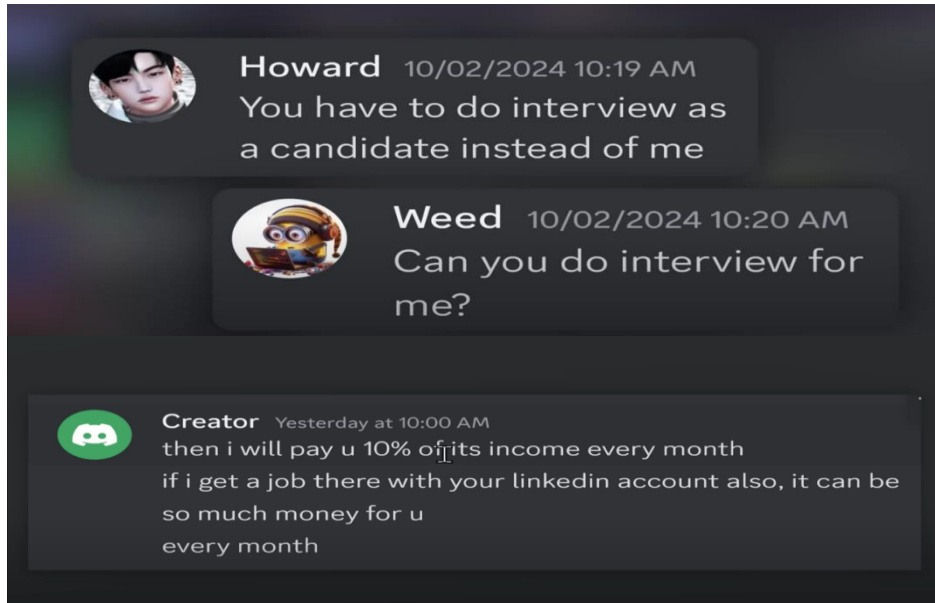 Howard 10/02/2024 10:19 AM
You have to do interview as
a candidate instead of me
Weed 10/02/2024 10:20 AM
Can you do interview for
me?
Creator Yesterday at 10:00 AM
then i will pay u 10% of its income every month
if i get a job there with your linkedin account also, it can be
so much money for u
every month